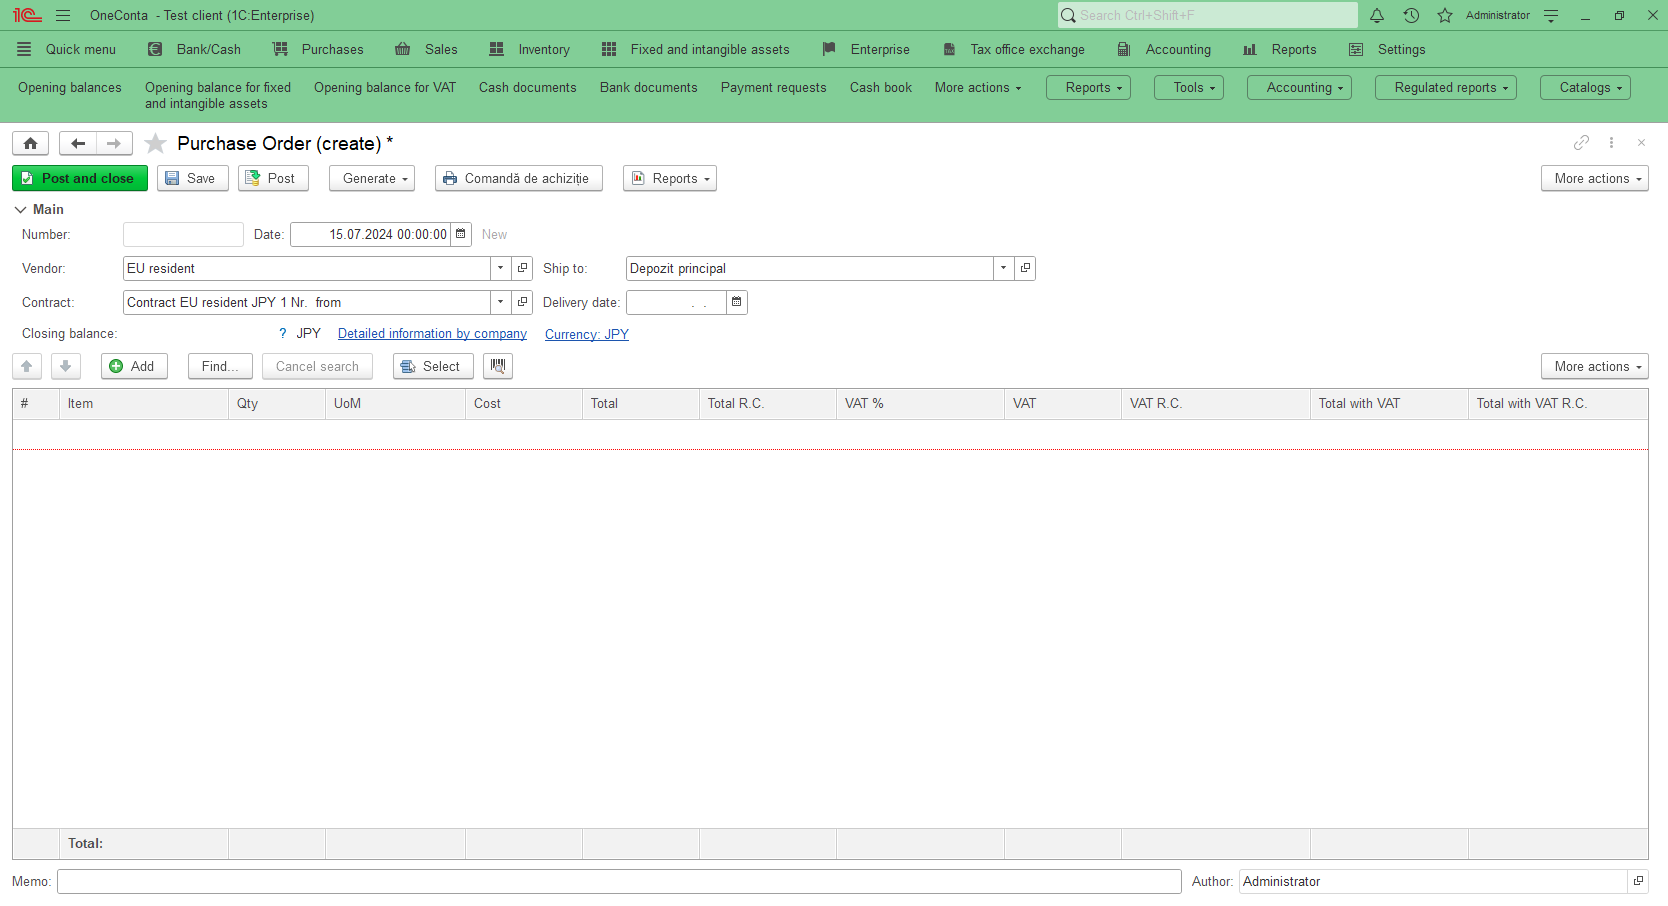 OneConta - Test client (1C:Enterprise)
Search Ctrl+Shift+F
Administrator
Quick menu
Bank/Cash
Purchases
Sales
Inventory
Fixed and intangible assets
Enterprise
Tax office exchange
Accounting
Reports
Settings
Opening balances
Opening balance for fixed
and intangible assets
Opening balance for VAT
Cash documents
Bank documents
Payment requests
Cash book
More actions
Reports
Tools
Accounting
Regulated reports
Catalogs
Purchase Order (create) *
Post and close
Save
Post
Generate
Comandă de achiziție
Reports
More actions
Main
Number:
Date: 15.07.2024 00:00:00 New
Vendor: EU resident
Ship to: Depozit principal
Contract: Contract EU resident JPY 1 Nr. from
Delivery date: . .
Closing balance: ? JPY Detailed information by company Currency: JPY
Add
Find...
Cancel search
Select
More actions
# Item Qty UoM Cost Total Total R.C. VAT % VAT VAT R.C. Total with VAT Total with VAT R.C.
Total:
Memo:
Author: Administrator